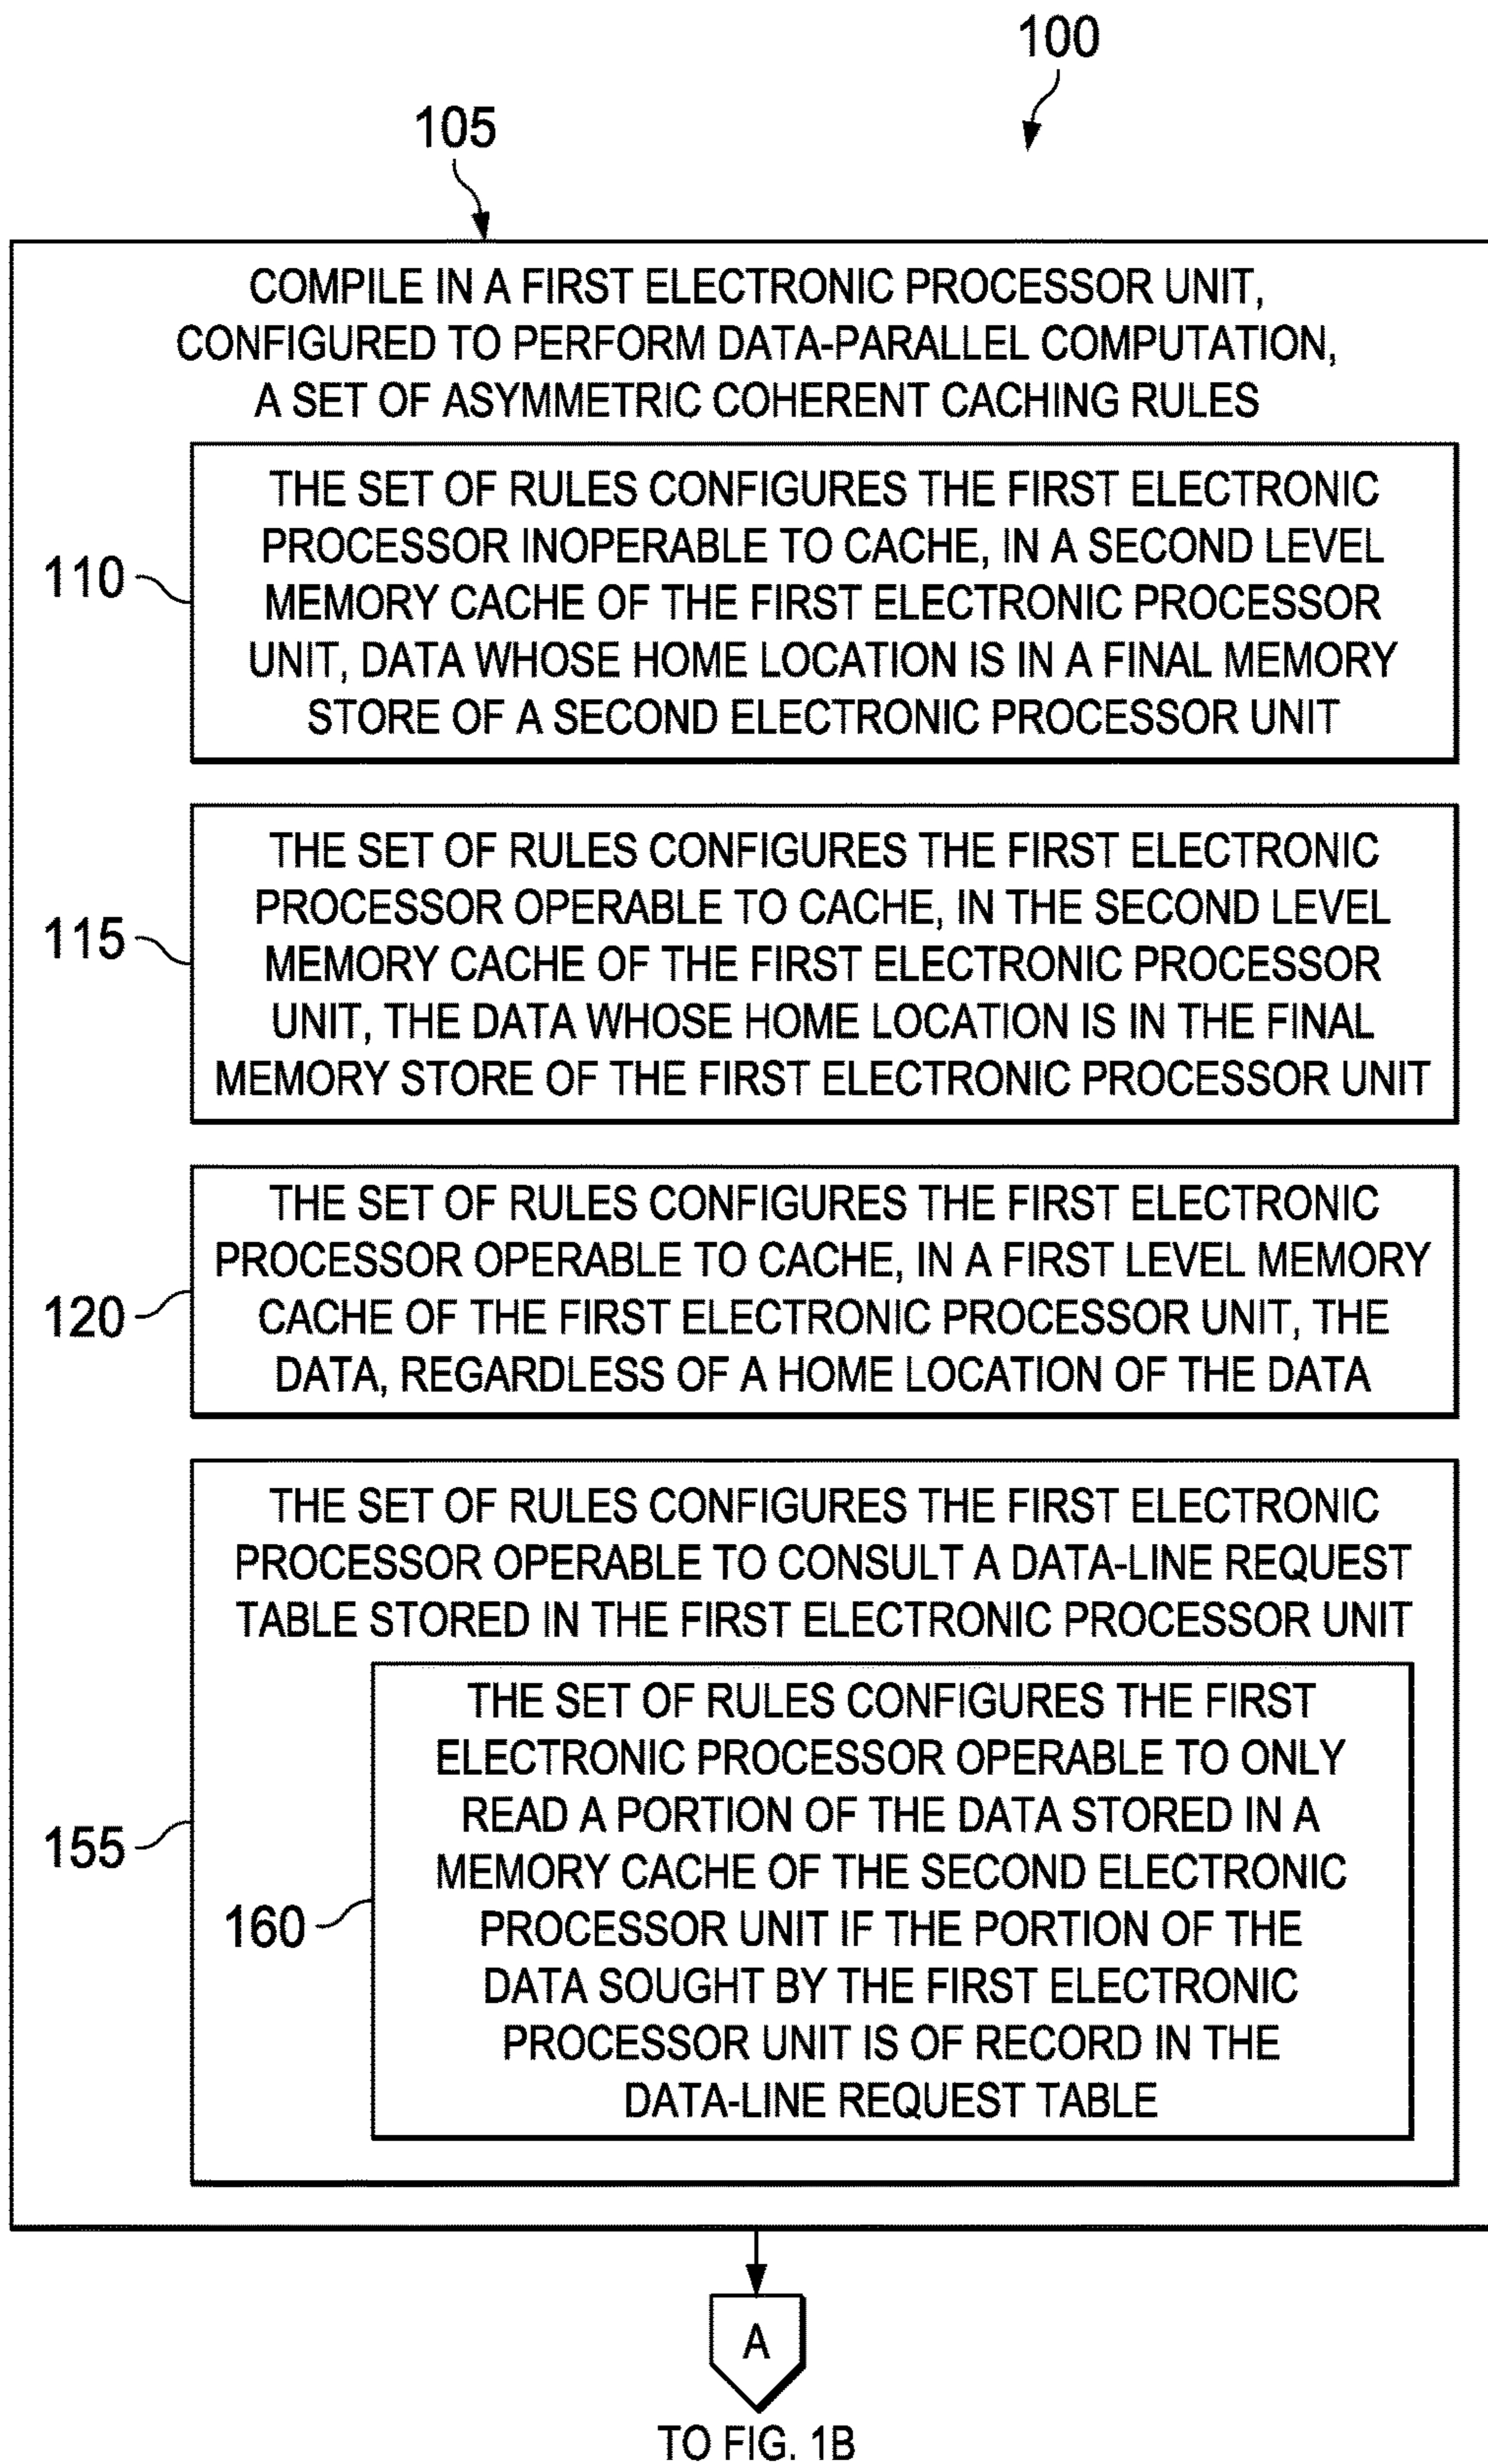 100
105
COMPILE IN A FIRST ELECTRONIC PROCESSOR UNIT,
CONFIGURED TO PERFORM DATA-PARALLEL COMPUTATION,
A SET OF ASYMMETRIC COHERENT CACHING RULES
110
THE SET OF RULES CONFIGURES THE FIRST ELECTRONIC
PROCESSOR INOPERABLE TO CACHE, IN A SECOND LEVEL
MEMORY CACHE OF THE FIRST ELECTRONIC PROCESSOR
UNIT, DATA WHOSE HOME LOCATION IS IN A FINAL MEMORY
STORE OF A SECOND ELECTRONIC PROCESSOR UNIT
115
THE SET OF RULES CONFIGURES THE FIRST ELECTRONIC
PROCESSOR OPERABLE TO CACHE, IN THE SECOND LEVEL
MEMORY CACHE OF THE FIRST ELECTRONIC PROCESSOR
UNIT, THE DATA WHOSE HOME LOCATION IS IN THE FINAL
MEMORY STORE OF THE FIRST ELECTRONIC PROCESSOR UNIT
120
THE SET OF RULES CONFIGURES THE FIRST ELECTRONIC
PROCESSOR OPERABLE TO CACHE, IN A FIRST LEVEL MEMORY
CACHE OF THE FIRST ELECTRONIC PROCESSOR UNIT, THE
DATA, REGARDLESS OF A HOME LOCATION OF THE DATA
155
THE SET OF RULES CONFIGURES THE FIRST ELECTRONIC
PROCESSOR OPERABLE TO CONSULT A DATA-LINE REQUEST
TABLE STORED IN THE FIRST ELECTRONIC PROCESSOR UNIT
160
THE SET OF RULES CONFIGURES THE FIRST
ELECTRONIC PROCESSOR OPERABLE TO ONLY
READ A PORTION OF THE DATA STORED IN A
MEMORY CACHE OF THE SECOND ELECTRONIC
PROCESSOR UNIT IF THE PORTION OF THE
DATA SOUGHT BY THE FIRST ELECTRONIC
PROCESSOR UNIT IS OF RECORD IN THE
DATA-LINE REQUEST TABLE
A
TO FIG. 1B